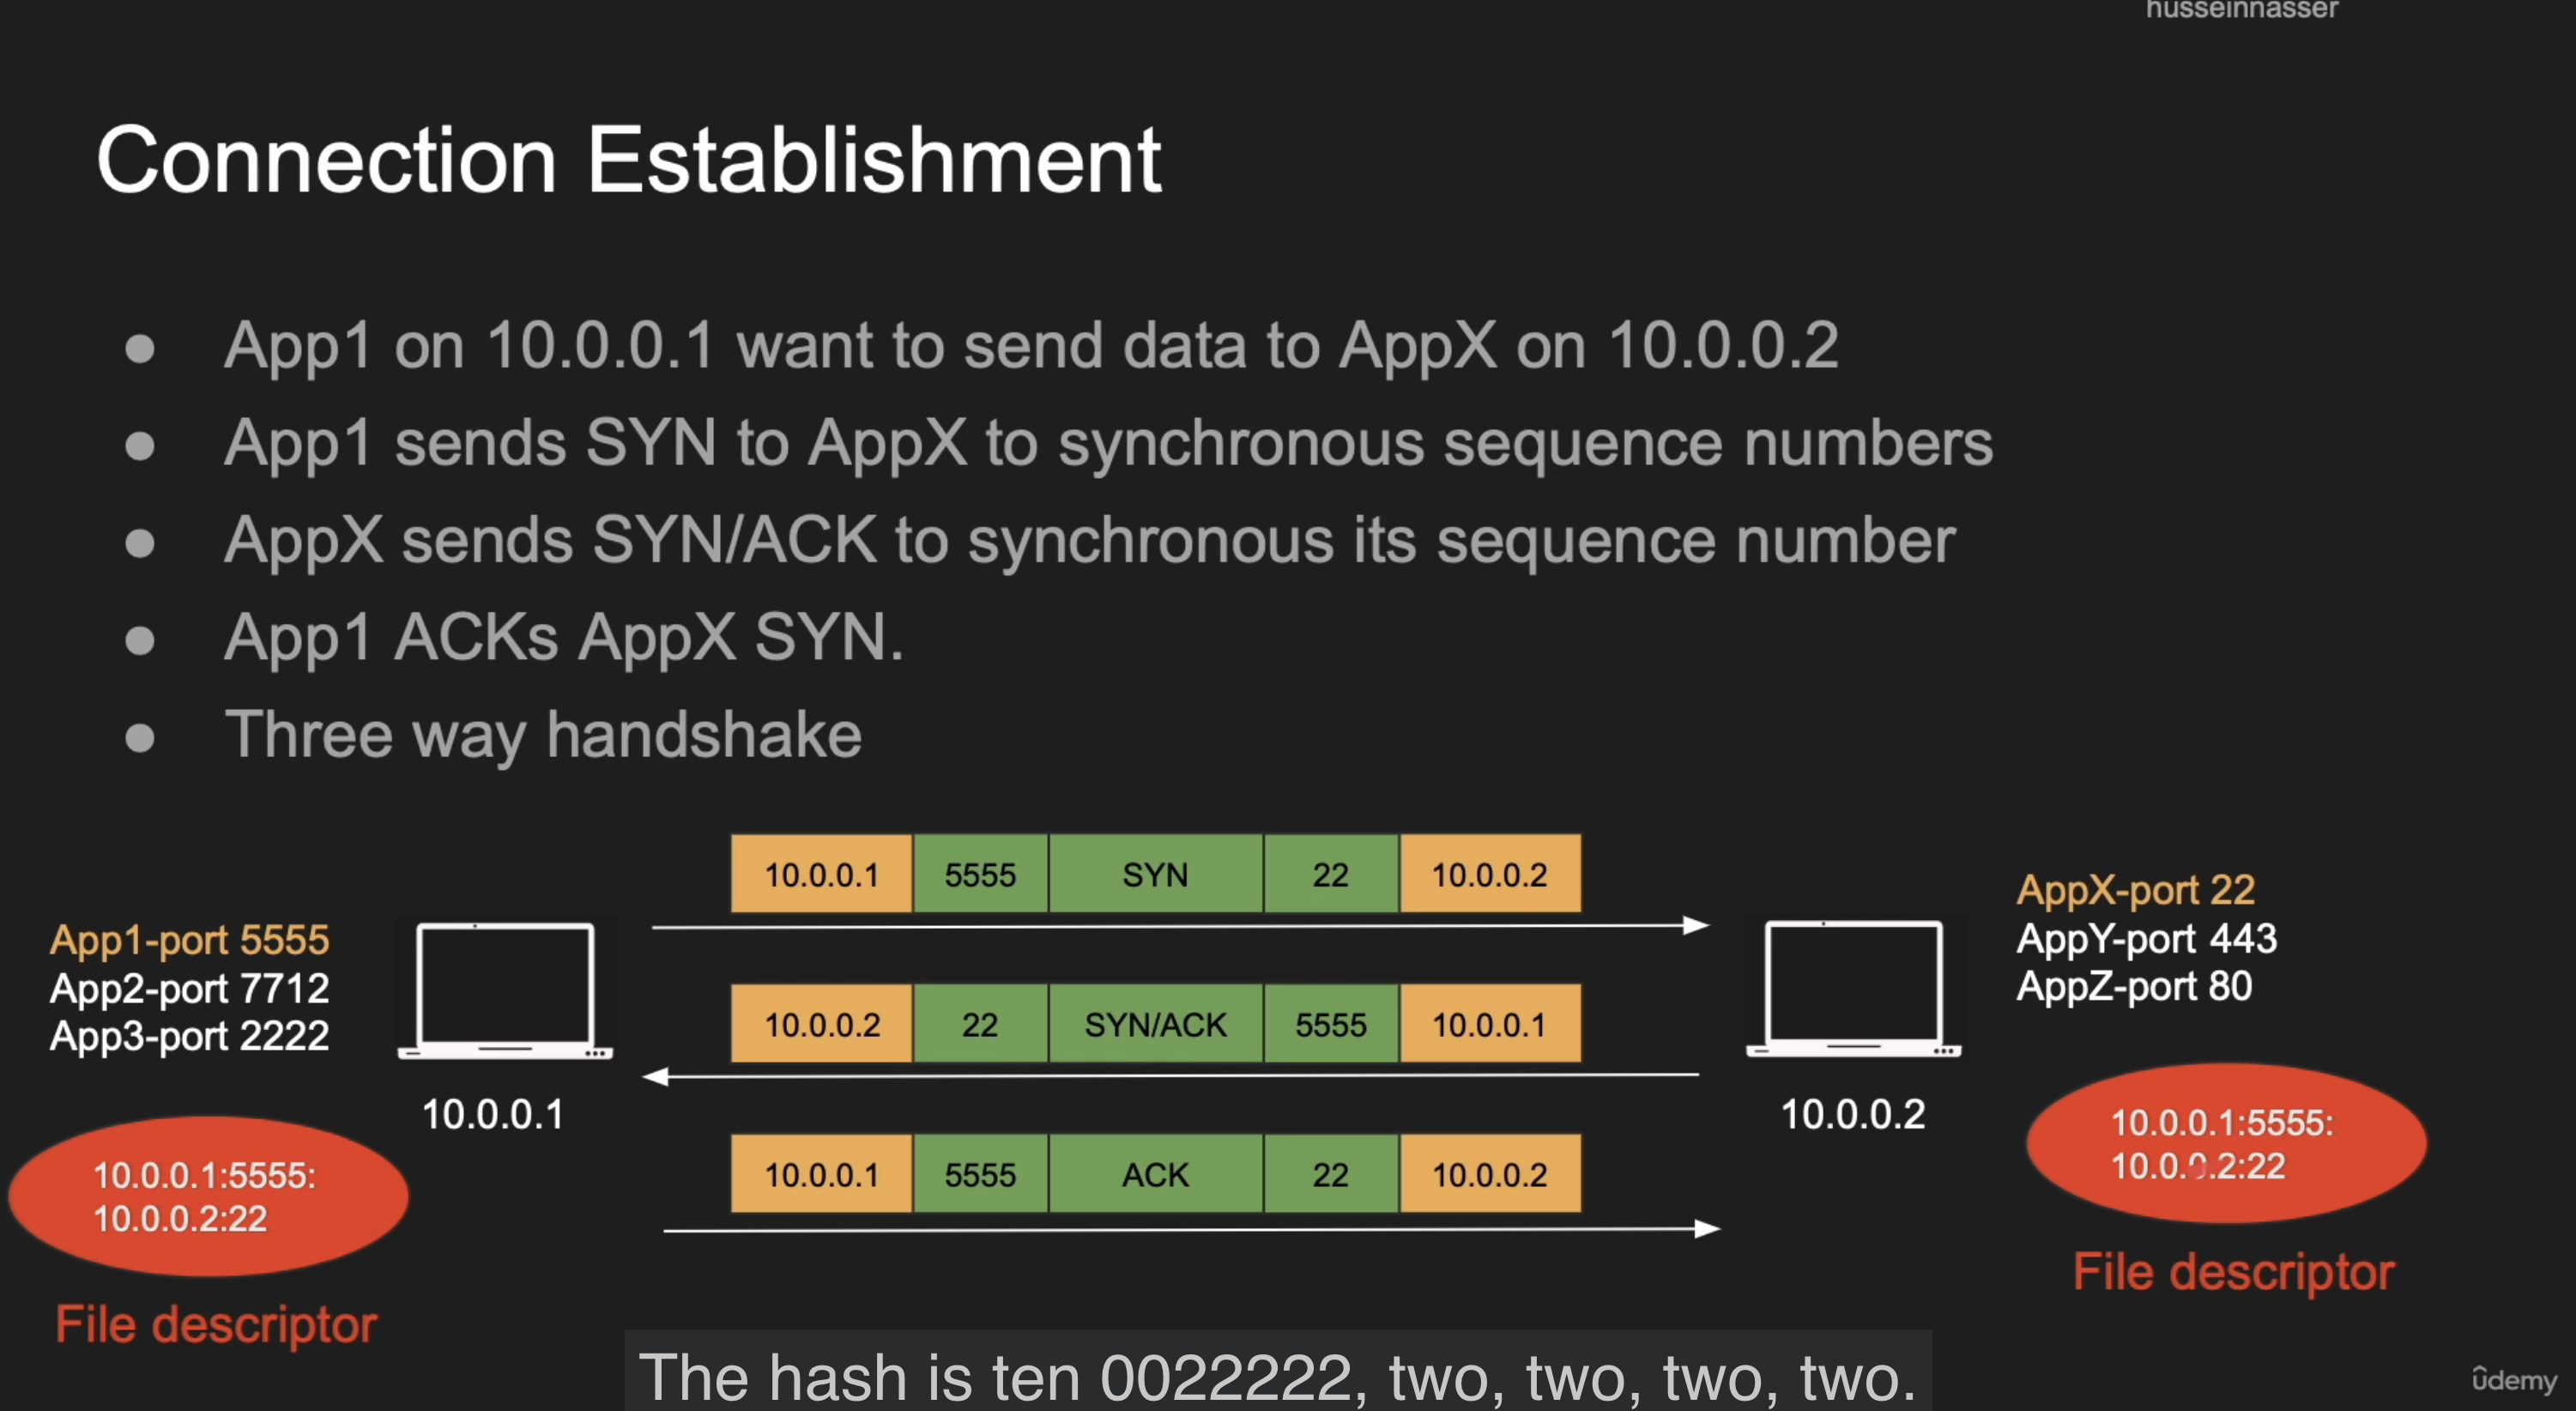 husseinnasser
Connection Establishment
● App1 on 10.0.0.1 want to send data to AppX on 10.0.0.2
● App1 sends SYN to AppX to synchronous sequence numbers
● AppX sends SYN/ACK to synchronous its sequence number
● App1 ACKs AppX SYN.
● Three way handshake
10.0.0.1 5555 SYN 22 10.0.0.2
App1-port 5555
App2-port 7712
App3-port 2222
10.0.0.1
10.0.0.2 22 SYN/ACK 5555 10.0.0.1
AppX-port 22
AppY-port 443
AppZ-port 80
10.0.0.2
10.0.0.1 5555 ACK 22 10.0.0.2
10.0.0.1:5555:
10.0.0.2:22
File descriptor
10.0.0.1:5555:
10.0.0.2:22
File descriptor
The hash is ten 0022222, two, two, two, two.
ûdemy